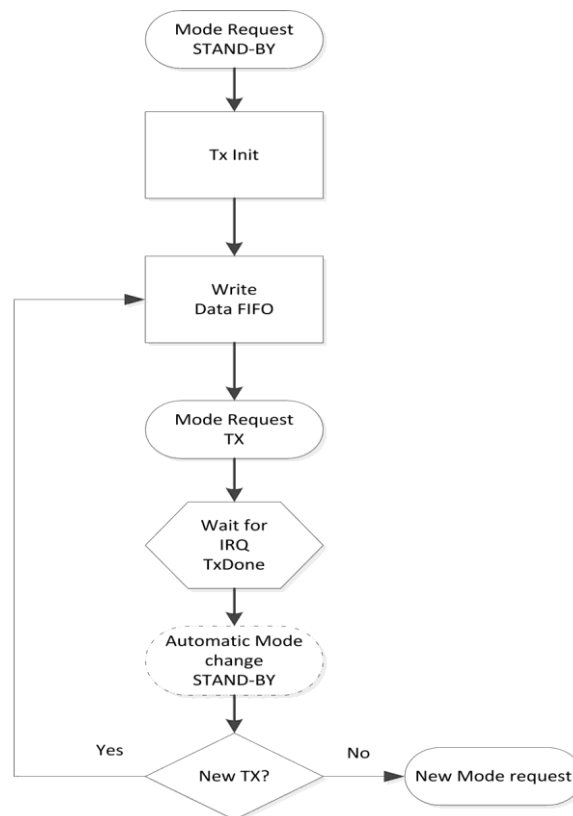 Mode Request
STAND-BY
Tx Init
Write
Data FIFO
Mode Request
TX
Wait for
IRQ
TxDone
Automatic Mode
change
STAND-BY
Yes
New TX?
No
New Mode request